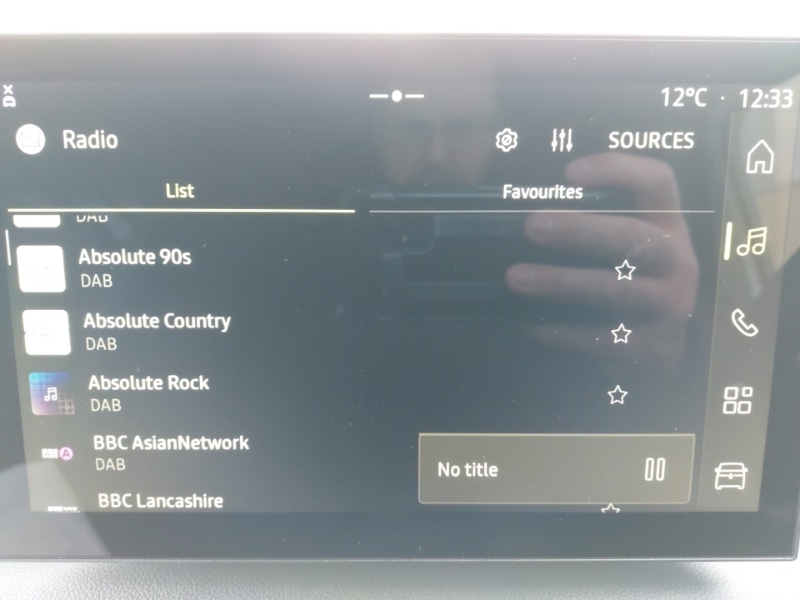 12°C · 12:33
Radio
SOURCES
List
Favourites
DAB
Absolute 90s
DAB
Absolute Country
DAB
Absolute Rock
DAB
BBC AsianNetwork
DAB
No title
BBC Lancashire